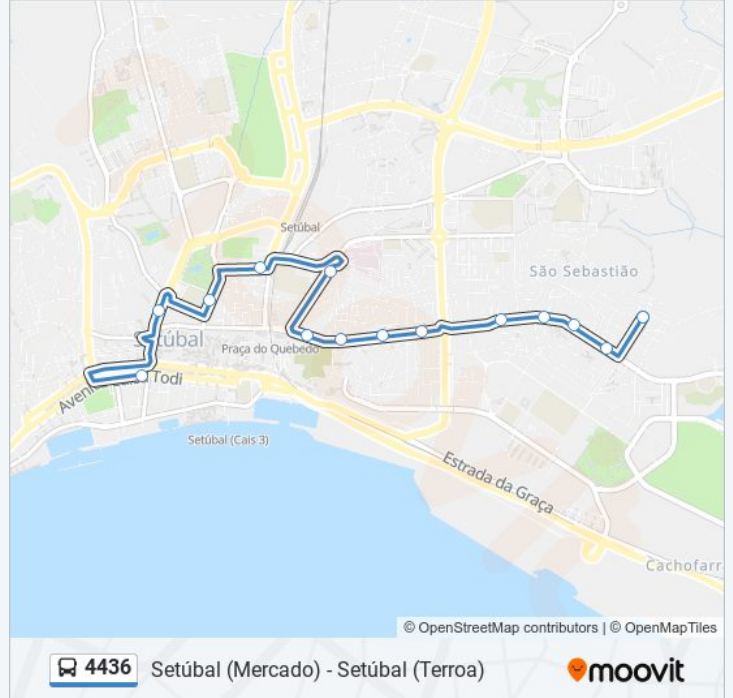 Setúbal
São Sebastião
Setúbal
Praça do Quebedo
Avenida Luísa Todi
Setúbal (Cais 3)
Estrada da Graça
Cachofarr
© OpenStreetMap contributors | © OpenMapTiles
4436 Setúbal (Mercado) - Setúbal (Terroa) moovit